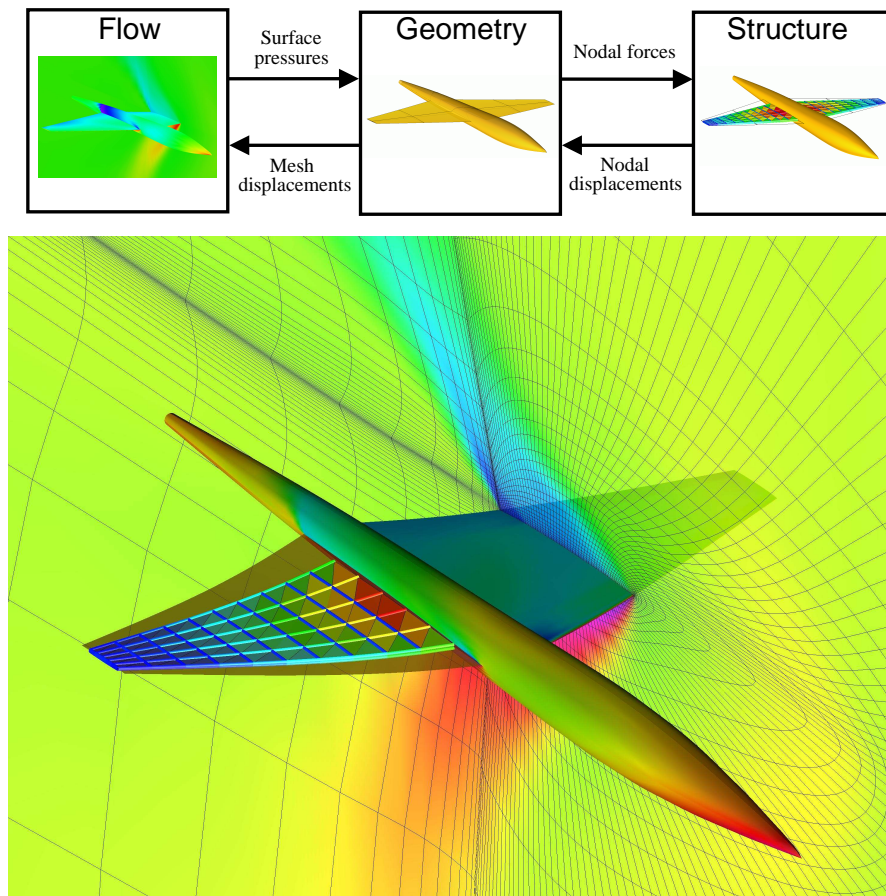 Flow
Surface
pressures
Geometry
Nodal forces
Structure
Mesh
displacements
Nodal
displacements